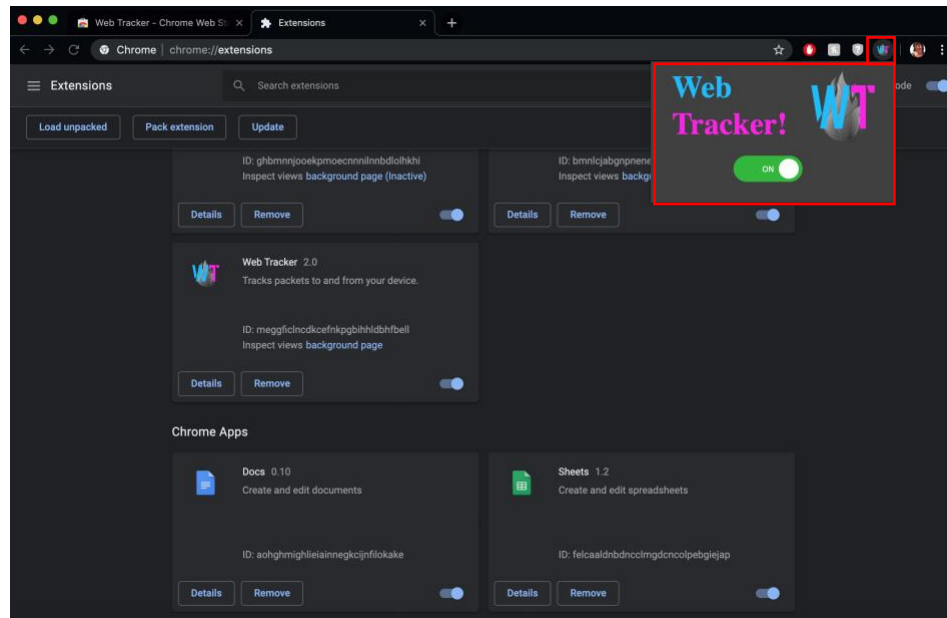 Web Tracker - Chrome Web St
Extensions
Chrome | chrome://extensions
Extensions
Search extensions
ode
Web
Tracker!
WT
ON
Load unpacked
Pack extension
Update
ID: ghbmnnjooekpmoecnnnilnnbdlolhkhi
Inspect views background page (Inactive)
Details
Remove
ID: bmnlcjabgnpnene
Inspect views backg
Details
Remove
WT
Web Tracker 2.0
Tracks packets to and from your device.
ID: meggficlncdkcefnkpgbihhldbhfbell
Inspect views background page
Details
Remove
Chrome Apps
Docs 0.10
Create and edit documents
ID: aohghmighlieiainnegkcijnfilokake
Details
Remove
Sheets 1.2
Create and edit spreadsheets
ID: felcaaldnbdncclmgdcncolpebgiejap
Details
Remove